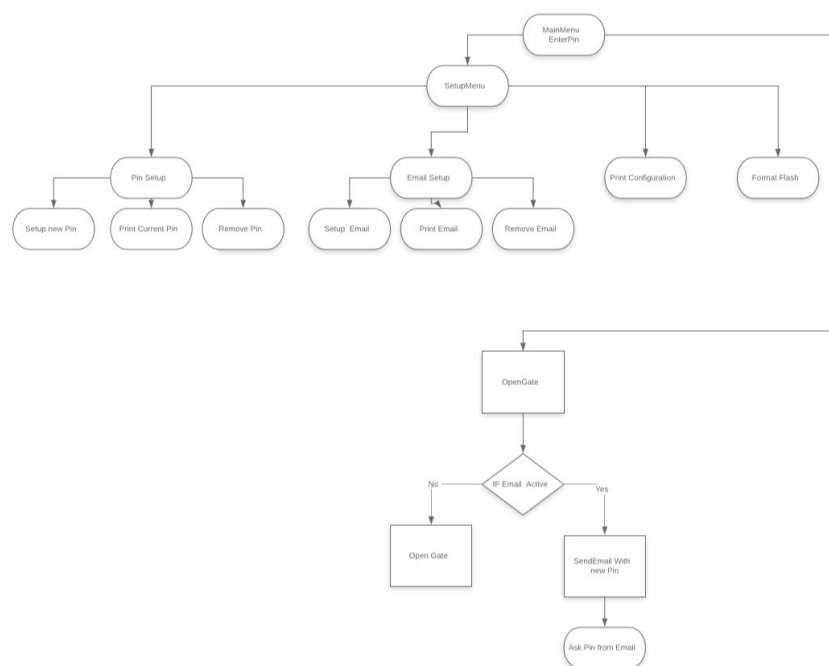 MainMenu
EnterPin
SetupMenu
Pin Setup
Email Setup
Print Configuration
Format Flash
Setup new Pin
Print Current Pin
Remove Pin
Setup Email
Print Email
Remove Email
OpenGate
IF Email Active
No
Yes
Open Gate
SendEmail With
new Pin
Ask Pin from Email